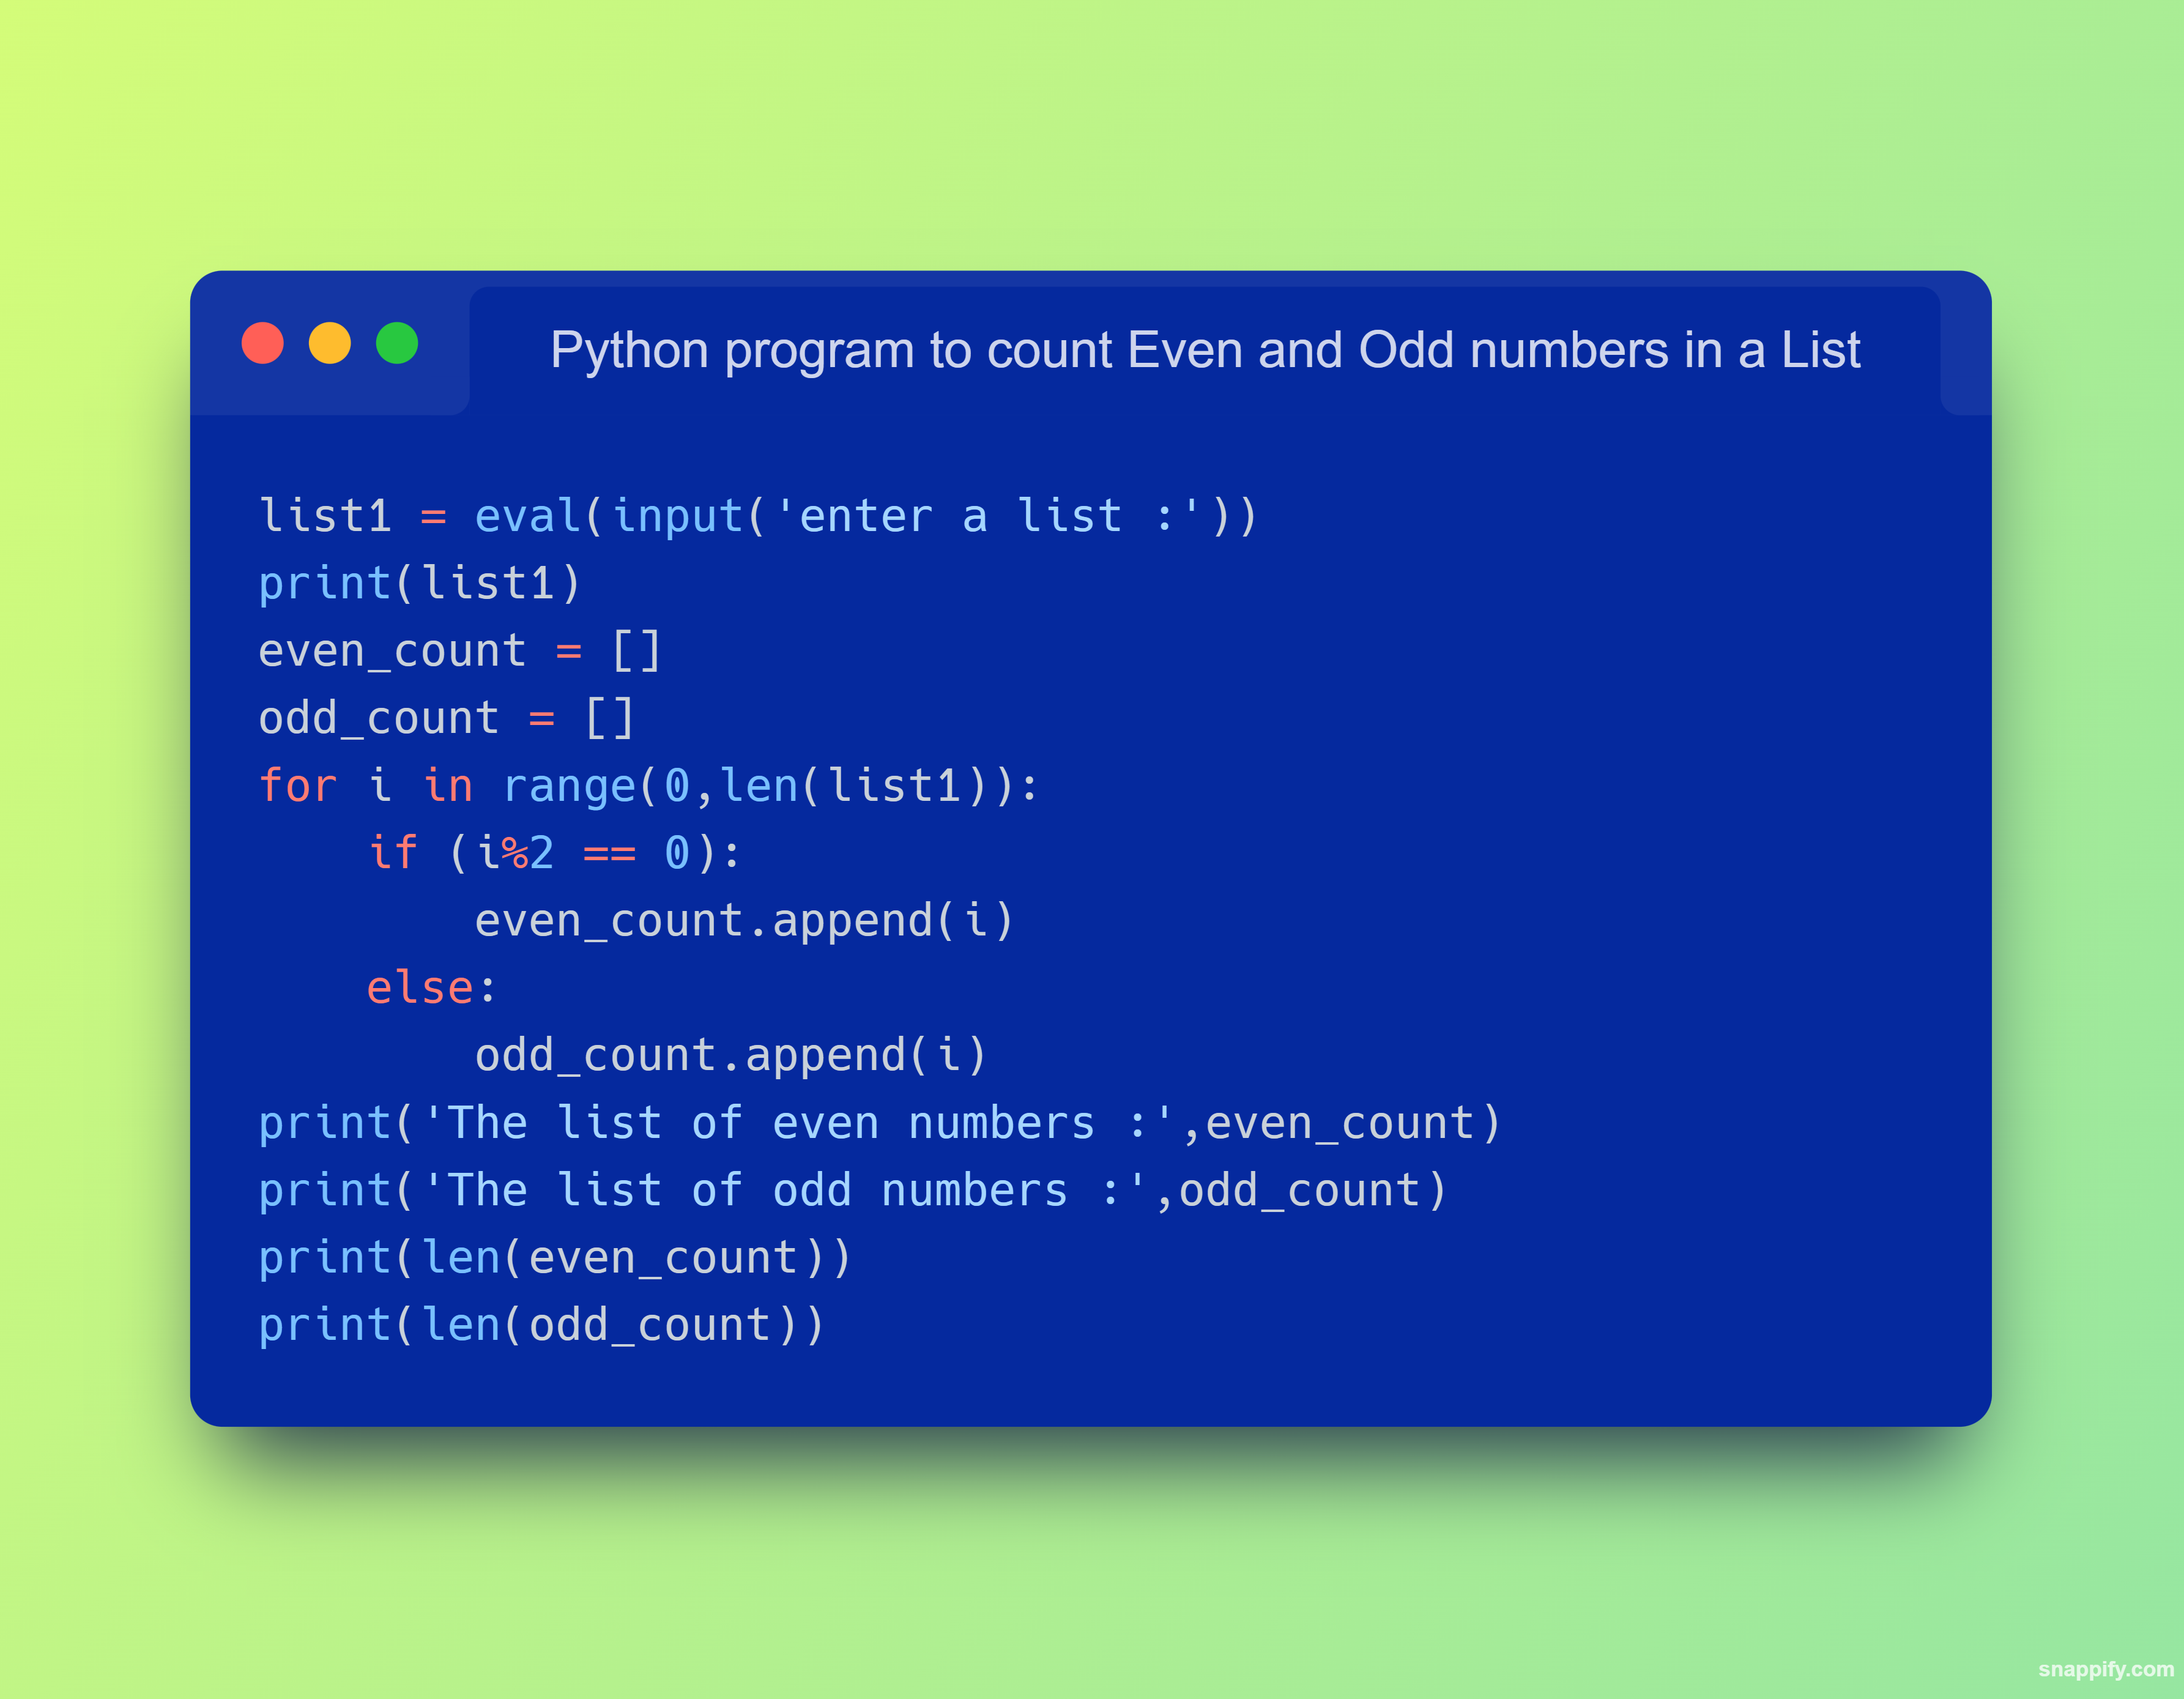 Python program to count Even and Odd numbers in a List
list1 = eval(input('enter a list :'))
print(list1)
even_count = []
odd_count = []
for i in range(0,len(list1)):
    if (i%2 == 0):
        even_count.append(i)
    else:
        odd_count.append(i)
print('The list of even numbers :',even_count)
print('The list of odd numbers :',odd_count)
print(len(even_count))
print(len(odd_count))
snappify.com